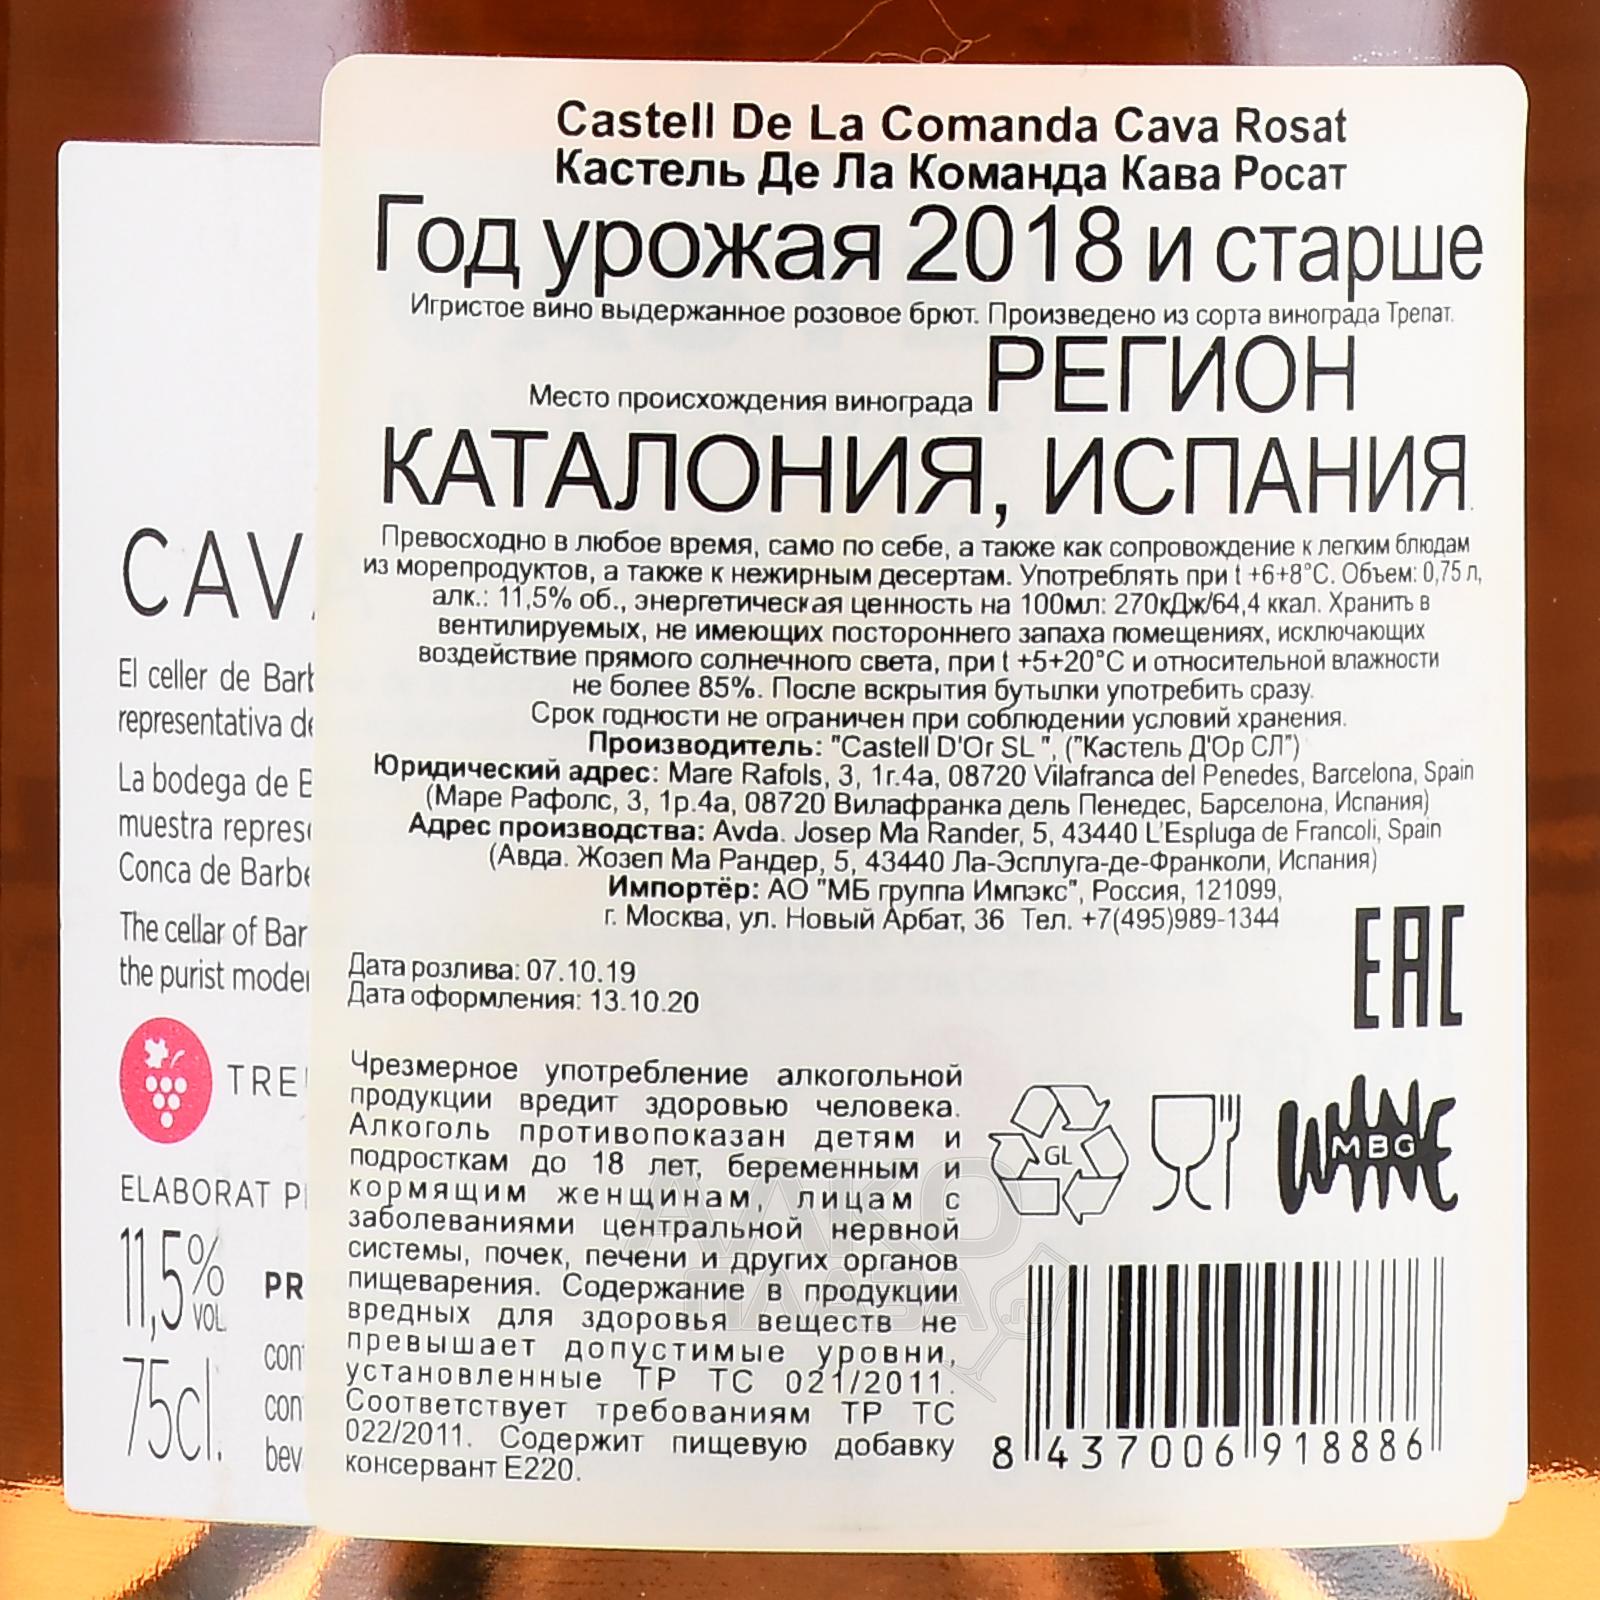 Castell De La Comanda Cava Rosat
Кастель Де Ла Команда Кава Росат
Год урожая 2018 и старше
Игристое вино выдержанное розовое брют. Произведено из сорта винограда Трепат.
Место происхождения винограда РЕГИОН
КАТАЛОНИЯ, ИСПАНИЯ.
Превосходно в любое время, само по себе, а также как сопровождение к легким блюдам
из морепродуктов, а также к нежирным десертам. Употреблять при t +6+8°C. Объем: 0,75 л,
алк.: 11,5% об., энергетическая ценность на 100мл: 270кДж/64,4 ккал. Хранить в
вентилируемых, не имеющих постороннего запаха помещениях, исключающих
воздействие прямого солнечного света, при t +5+20°C и относительной влажности
не более 85%. После вскрытия бутылки употребить сразу.
Срок годности не ограничен при соблюдении условий хранения.
Производитель: "Castell D'Or SL ", ("Кастель Д'Ор СЛ")
Юридический адрес: Mare Rafols, 3, 1r.4a, 08720 Vilafranca del Penedes, Barcelona, Spain
(Маре Рафолс, 3, 1р.4а, 08720 Вилафранка дель Пенедес, Барселона, Испания)
Адрес производства: Avda. Josep Ma Rander, 5, 43440 L'Espluga de Francoli, Spain
(Авда. Жозеп Ма Рандер, 5, 43440 Ла-Эсплуга-де-Франколи, Испания)
Импортёр: АО "МБ группа Импэкс", Россия, 121099,
г. Москва, ул. Новый Арбат, 36 Тел. +7(495)989-1344
Дата розлива: 07.10.19
Дата оформления: 13.10.20
EAC
Чрезмерное употребление алкогольной
продукции вредит здоровью человека.
Алкоголь противопоказан детям и
подросткам до 18 лет, беременным и
кормящим женщинам, лицам с
заболеваниями центральной нервной
системы, почек, печени и других органов
пищеварения. Содержание в продукции
вредных для здоровья веществ не
превышает допустимые уровни,
установленные ТР ТС 021/2011.
Соответствует требованиям ТР ТС
022/2011. Содержит пищевую добавку
консервант Е220.
GL
WINE
MBG
8 437006 918886
CAV
El celler de Barb
representativa de
La bodega de B
muestra represe
Conca de Barbe
The cellar of Bar
the purist moder
TRE
ELABORAT P
11,5%
VOL
75cl.
PR
con
con
bev
АЛКО
ПЛАЗА
.ru